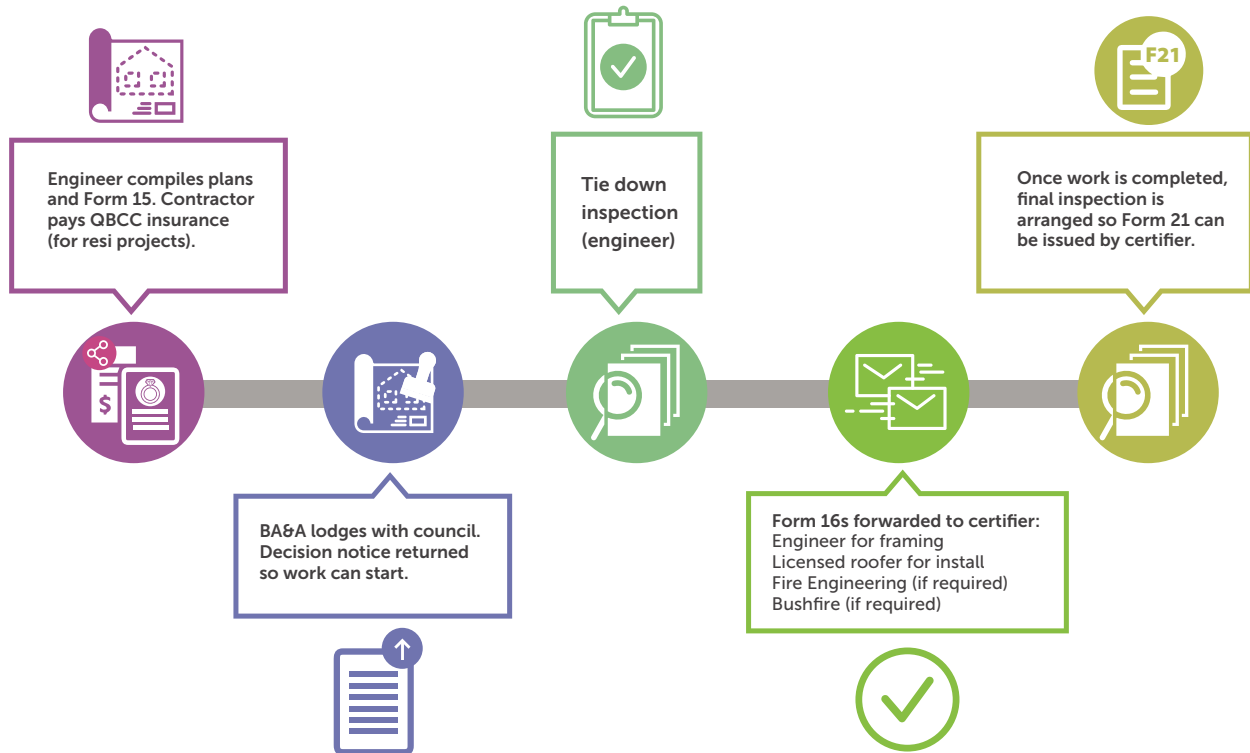 F21
Engineer compiles plans
and Form 15. Contractor
pays QBCC insurance
(for resi projects).
Tie down
inspection
(engineer)
Once work is completed,
final inspection is
arranged so Form 21 can
be issued by certifier.
$
BA&A lodges with council.
Decision notice returned
so work can start.
Form 16s forwarded to certifier:
Engineer for framing
Licensed roofer for install
Fire Engineering (if required)
Bushfire (if required)